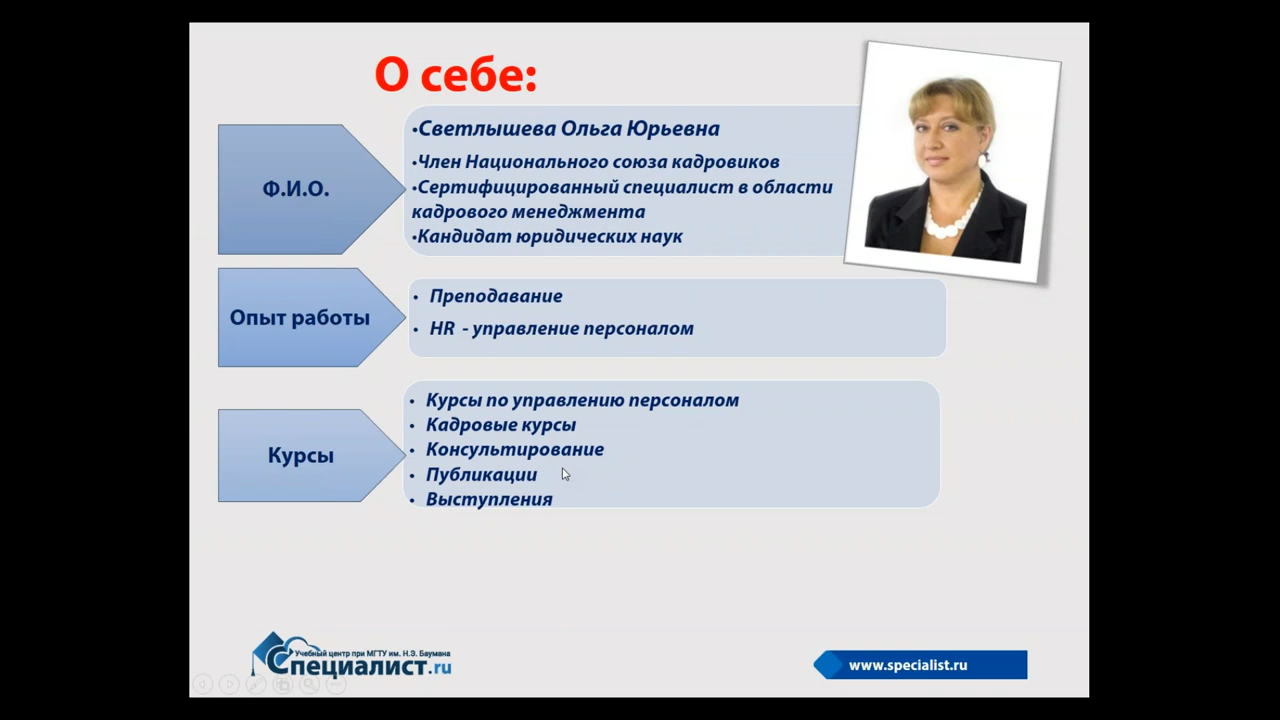 О себе:
Ф.И.О.
•Светлышева Ольга Юрьевна
•Член Национального союза кадровиков
•Сертифицированный специалист в области
кадрового менеджмента
•Кандидат юридических наук
Опыт работы
• Преподавание
• HR - управление персоналом
Курсы
• Курсы по управлению персоналом
• Кадровые курсы
• Консультирование
• Публикации
• Выступления
Учебный центр при МГТУ им. Н.Э. Баумана
Специалист.ru
www.specialist.ru